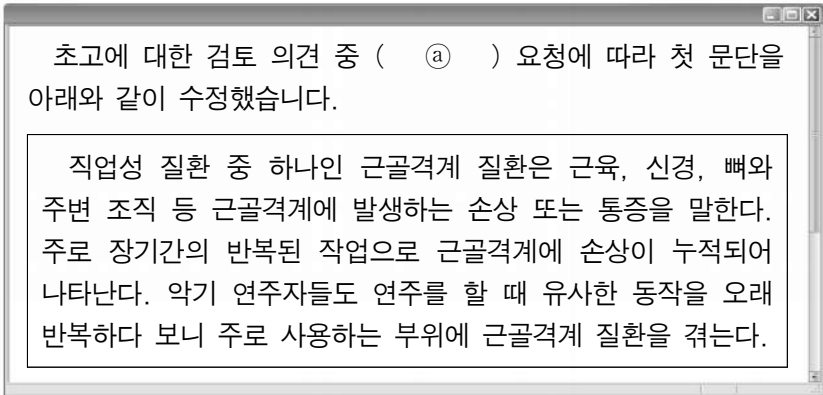 초고에 대한 검토 의견 중 ( ⓐ ) 요청에 따라 첫 문단을
아래와 같이 수정했습니다.
직업성 질환 중 하나인 근골격계 질환은 근육, 신경, 뼈와
주변 조직 등 근골격계에 발생하는 손상 또는 통증을 말한다.
주로 장기간의 반복된 작업으로 근골격계에 손상이 누적되어
나타난다. 악기 연주자들도 연주를 할 때 유사한 동작을 오래
반복하다 보니 주로 사용하는 부위에 근골격계 질환을 겪는다.